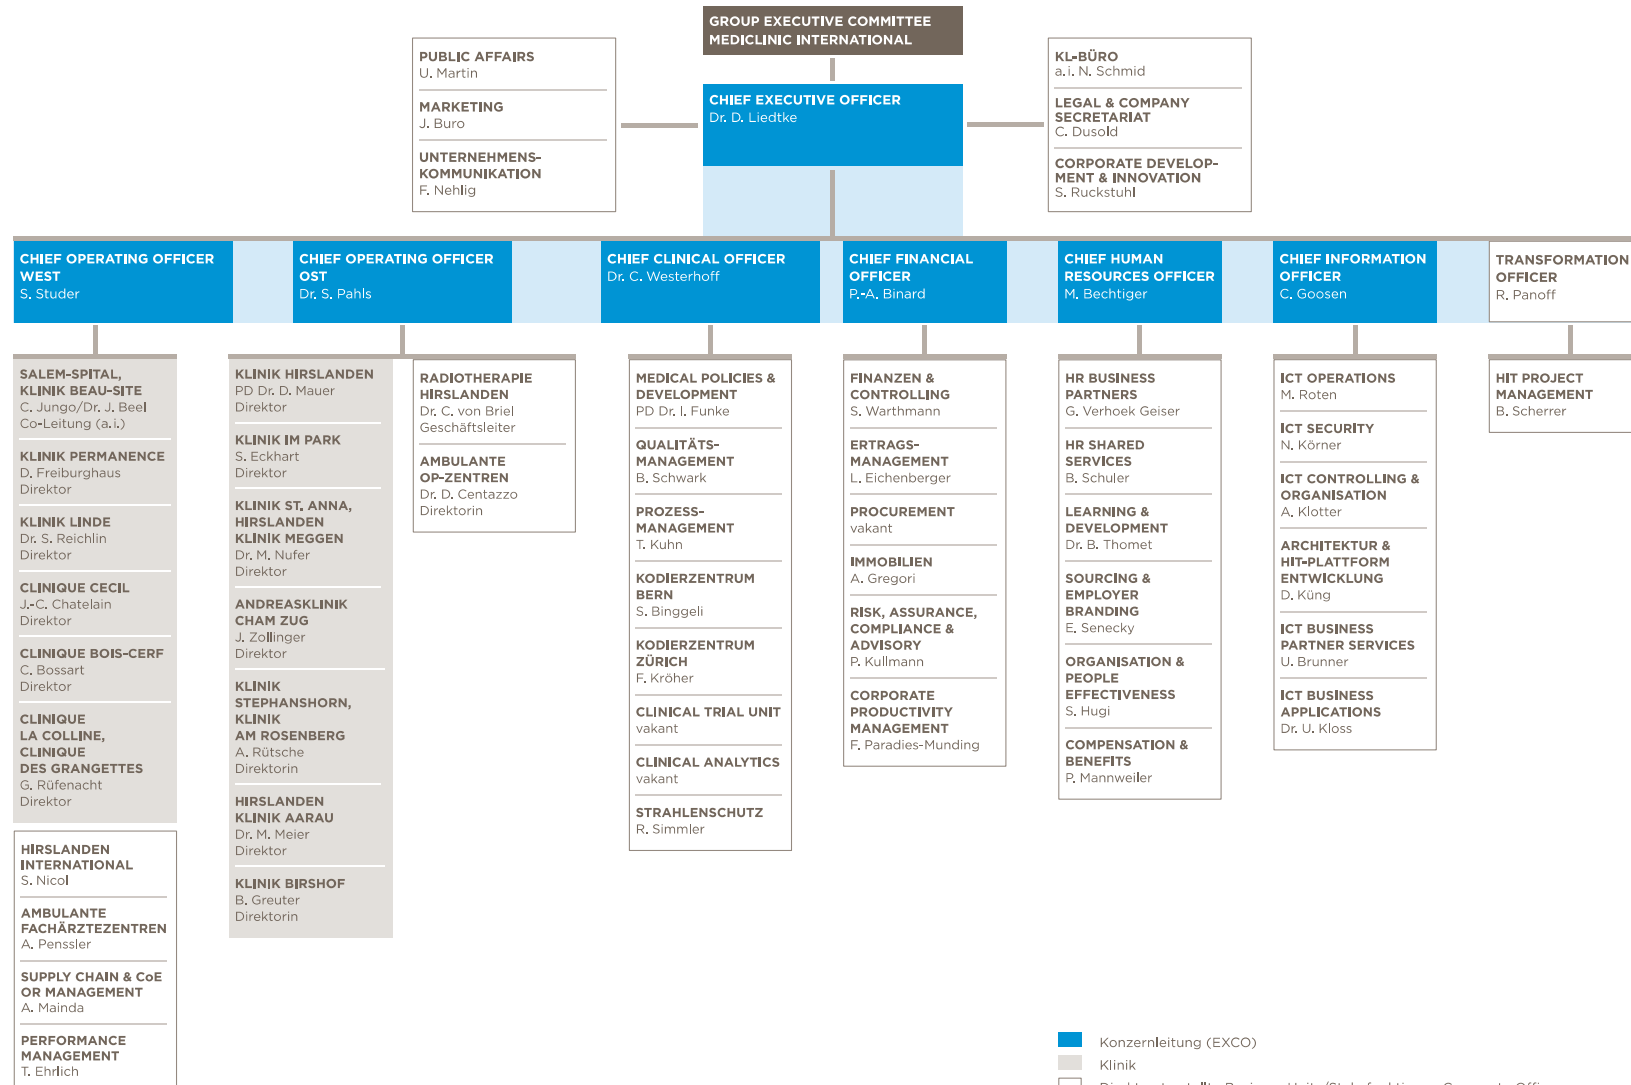 GROUP EXECUTIVE COMMITTEE
MEDICLINIC INTERNATIONAL
PUBLIC AFFAIRS
U. Martin
MARKETING
J. Buro
UNTERNEHMENS-
KOMMUNIKATION
F. Nehlig
CHIEF EXECUTIVE OFFICER
Dr. D. Liedtke
KL-BÜRO
a.i. N. Schmid
LEGAL & COMPANY
SECRETARIAT
C. Dusold
CORPORATE DEVELOP-
MENT & INNOVATION
S. Ruckstuhl
CHIEF OPERATING OFFICER
WEST
S. Studer
CHIEF OPERATING OFFICER
OST
Dr. S. Pahls
CHIEF CLINICAL OFFICER
Dr. C. Westerhoff
CHIEF FINANCIAL
OFFICER
P.-A. Binard
CHIEF HUMAN
RESOURCES OFFICER
M. Bechtiger
CHIEF INFORMATION
OFFICER
C. Goosen
TRANSFORMATION
OFFICER
R. Panoff
SALEM-SPITAL,
KLINIK BEAU-SITE
C. Jungo/Dr. J. Beel
Co-Leitung (a.i.)
KLINIK PERMANENCE
D. Freiburghaus
Direktor
KLINIK LINDE
Dr. S. Reichlin
Direktor
CLINIQUE CECIL
J.-C. Chatelain
Direktor
CLINIQUE BOIS-CERF
C. Bossart
Direktor
CLINIQUE
LA COLLINE,
CLINIQUE
DES GRANGETTES
G. Rüfenacht
Direktor
HIRSLANDEN
INTERNATIONAL
S. Nicol
AMBULANTE
FACHÄRZTEZENTREN
A. Penssler
SUPPLY CHAIN & CoE
OR MANAGEMENT
A. Mainda
PERFORMANCE
MANAGEMENT
T. Ehrlich
KLINIK HIRSLANDEN
PD Dr. D. Mauer
Direktor
KLINIK IM PARK
S. Eckhart
Direktor
KLINIK ST. ANNA,
HIRSLANDEN
KLINIK MEGGEN
Dr. M. Nufer
Direktor
ANDREASKLINIK
CHAM ZUG
J. Zollinger
Direktor
KLINIK
STEPHANSHORN,
KLINIK
AM ROSENBERG
A. Rütsche
Direktorin
HIRSLANDEN
KLINIK AARAU
Dr. M. Meier
Direktor
KLINIK BIRSHOF
B. Greuter
Direktorin
RADIOTHERAPIE
HIRSLANDEN
Dr. C. von Briel
Geschäftsleiter
AMBULANTE
OP-ZENTREN
Dr. D. Centazzo
Direktorin
MEDICAL POLICIES &
DEVELOPMENT
PD Dr. I. Funke
QUALITÄTS-
MANAGEMENT
B. Schwark
PROZESS-
MANAGEMENT
T. Kuhn
KODIERZENTRUM
BERN
S. Binggeli
KODIERZENTRUM
ZÜRICH
F. Kröher
CLINICAL TRIAL UNIT
vakant
CLINICAL ANALYTICS
vakant
STRAHLENSCHUTZ
R. Simmler
FINANZEN &
CONTROLLING
S. Warthmann
ERTRAGS-
MANAGEMENT
L. Eichenberger
PROCUREMENT
vakant
IMMOBILIEN
A. Gregori
RISK, ASSURANCE,
COMPLIANCE &
ADVISORY
P. Kullmann
CORPORATE
PRODUCTIVITY
MANAGEMENT
F. Paradies-Munding
HR BUSINESS
PARTNERS
G. Verhoek Geiser
HR SHARED
SERVICES
B. Schuler
LEARNING &
DEVELOPMENT
Dr. B. Thomet
SOURCING &
EMPLOYER
BRANDING
E. Senecky
ORGANISATION &
PEOPLE
EFFECTIVENESS
S. Hugi
COMPENSATION &
BENEFITS
P. Mannweiler
ICT OPERATIONS
M. Roten
ICT SECURITY
N. Körner
ICT CONTROLLING &
ORGANISATION
A. Klotter
ARCHITEKTUR &
HIT-PLATTFORM
ENTWICKLUNG
D. Küng
ICT BUSINESS
PARTNER SERVICES
U. Brunner
ICT BUSINESS
APPLICATIONS
Dr. U. Kloss
HIT PROJECT
MANAGEMENT
B. Scherrer
Konzernleitung (EXCO)
Klinik